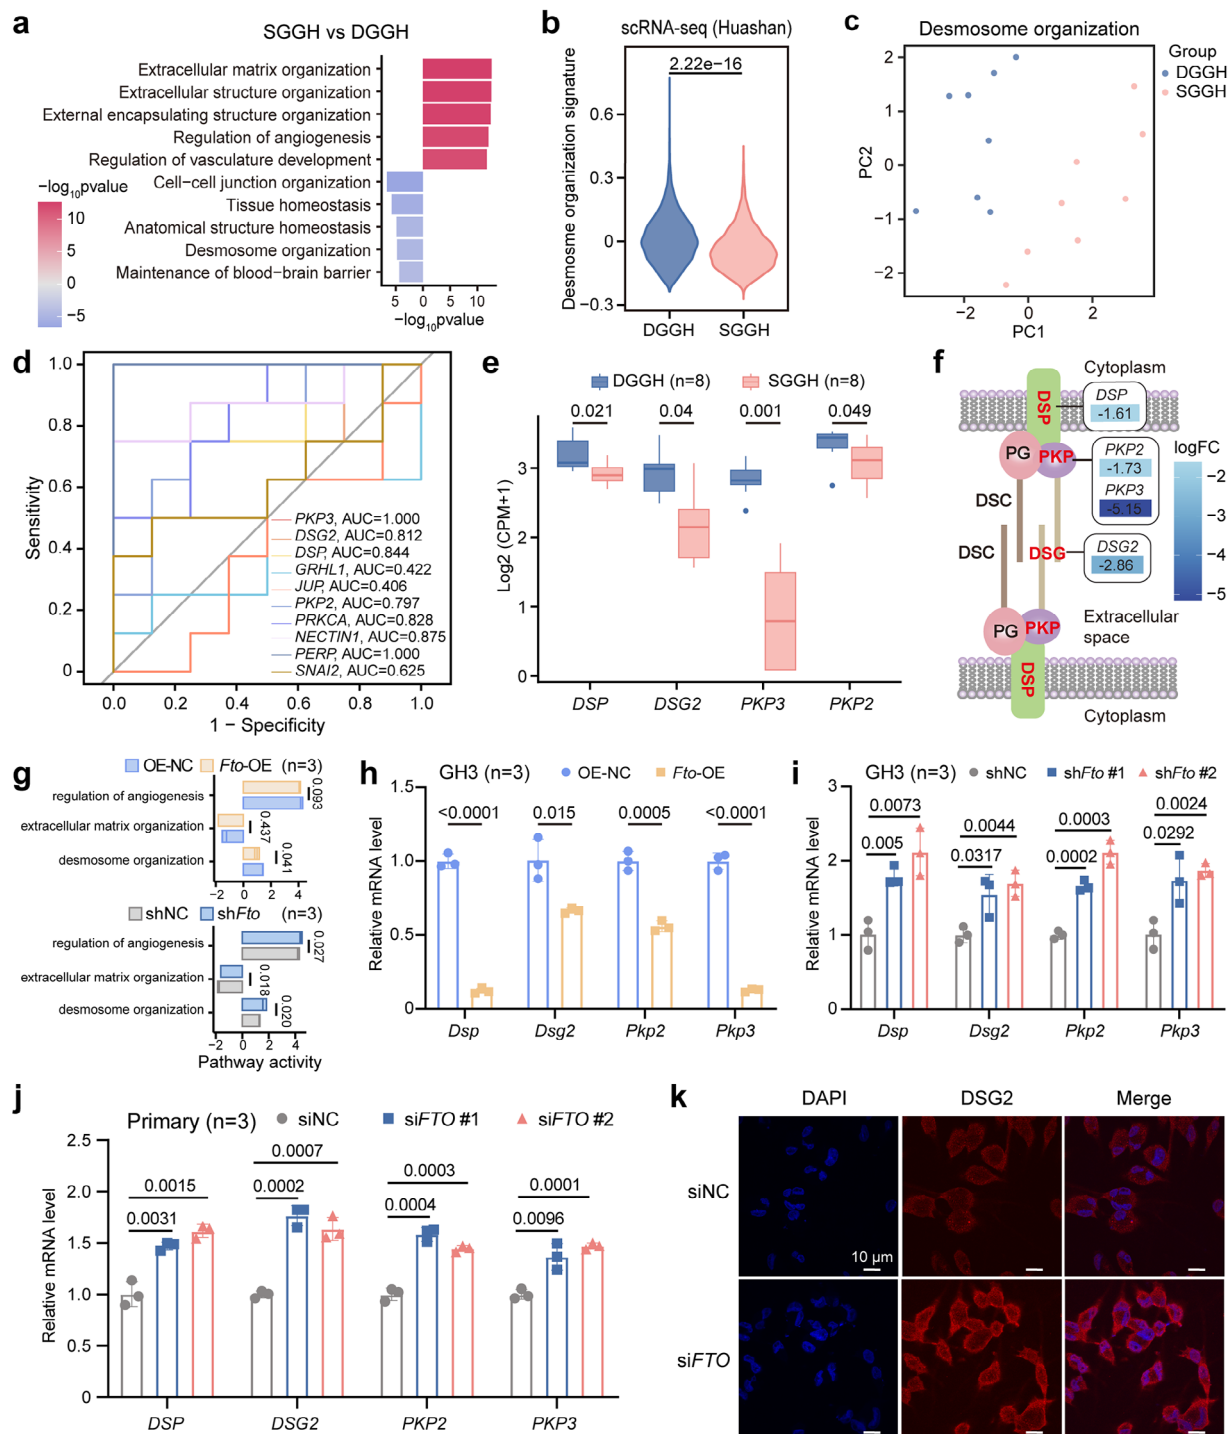 a
SGGH vs DGGH
Extracellular matrix organization
Extracellular structure organization
External encapsulating structure organization
Regulation of angiogenesis
Regulation of vasculature development
Cell-cell junction organization
Tissue homeostasis
Anatomical structure homeostasis
Desmosome organization
Maintenance of blood−brain barrier
−log10pvalue
10
5
0
−5
5 0 5 10
−log10pvalue
b
scRNA-seq (Huashan)
2.22e−16
Desmosme organization signature
0.6
0.3
0
−0.3
DGGH SGGH
c
Desmosome organization
Group
DGGH
SGGH
PC2
2
1
0
−1
−2
−2 0 2
PC1
d
Sensitivity
1.0
0.8
0.6
0.4
0.2
0
PKP3, AUC=1.000
DSG2, AUC=0.812
DSP, AUC=0.844
GRHL1, AUC=0.422
JUP, AUC=0.406
PKP2, AUC=0.797
PRKCA, AUC=0.828
NECTIN1, AUC=0.875
PERP, AUC=1.000
SNAI2, AUC=0.625
0.0 0.2 0.4 0.6 0.8 1.0
1 − Specificity
e
DGGH (n=8) SGGH (n=8)
0.021 0.04 0.001 0.049
Log2 (CPM+1)
3
2
1
0
DSP DSG2 PKP3 PKP2
f
Cytoplasm
DSP
DSP
-1.61
PG PKP
PKP2
-1.73
PKP3
-5.15
DSC
DSC
DSG
DSG2
-2.86
logFC
−2
−3
−4
−5
PG PKP
Extracellular
space
DSP
Cytoplasm
g
OE-NC Fto-OE (n=3)
regulation of angiogenesis
extracellular matrix organization
desmosome organization
0.093
0.437
0.041
−2 0 2 4
shNC shFto (n=3)
regulation of angiogenesis
extracellular matrix organization
desmosome organization
0.027
0.018
0.020
−2 0 2 4
Pathway activity
h
GH3 (n=3) OE-NC Fto-OE
Relative mRNA level
1.5
1.0
0.5
0
<0.0001 0.015 0.0005 <0.0001
Dsp Dsg2 Pkp2 Pkp3
i
GH3 (n=3) shNC shFto #1 shFto #2
Relative mRNA level
3
2
1
0
0.0073 0.0044 0.0003 0.0024
0.005 0.0317 0.0002 0.0292
Dsp Dsg2 Pkp2 Pkp3
j
Primary (n=3) siNC siFTO #1 siFTO #2
Relative mRNA level
2.5
2.0
1.5
1.0
0.5
0
0.0015 0.0007 0.0003 0.0001
0.0031 0.0002 0.0004 0.0096
DSP DSG2 PKP2 PKP3
k
DAPI DSG2 Merge
siNC
10 µm
siFTO